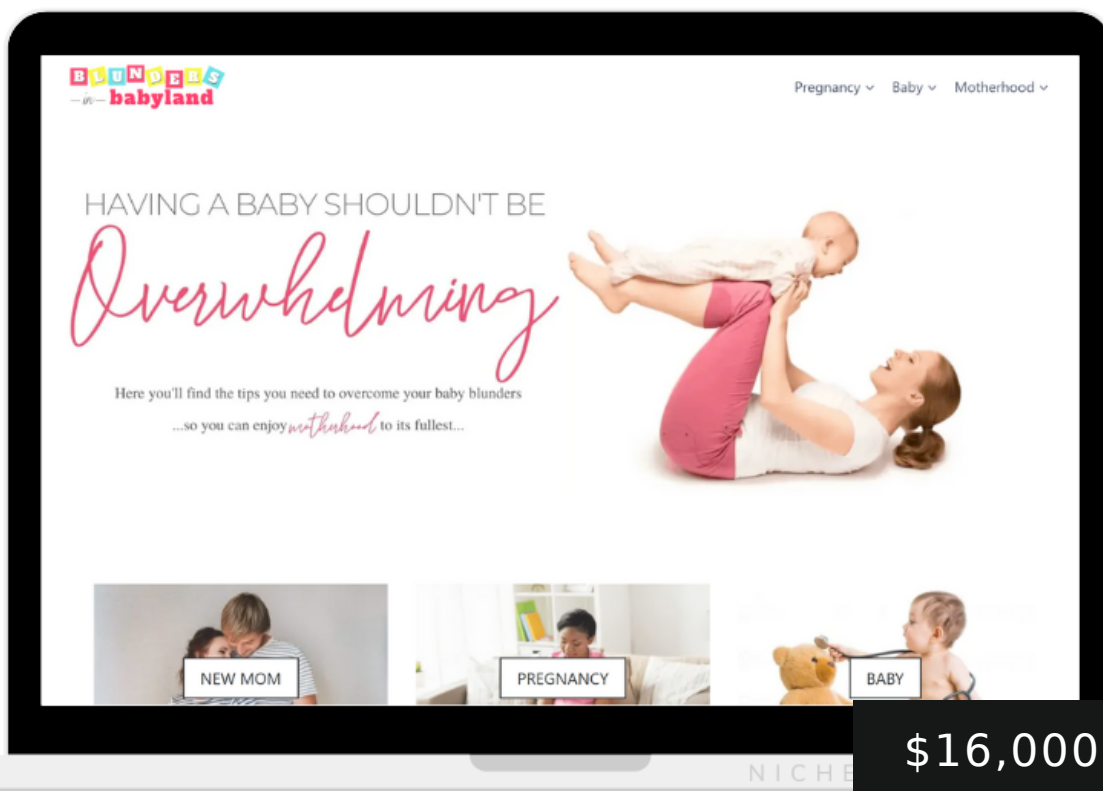 BLUNDERS
in babyland
Pregnancy Baby Motherhood
HAVING A BABY SHOULDN'T BE
Overwhelming
Here you'll find the tips you need to overcome your baby blunders
...so you can enjoy motherhood to its fullest...
NEW MOM
PREGNANCY
BABY
$16,000
NICHE